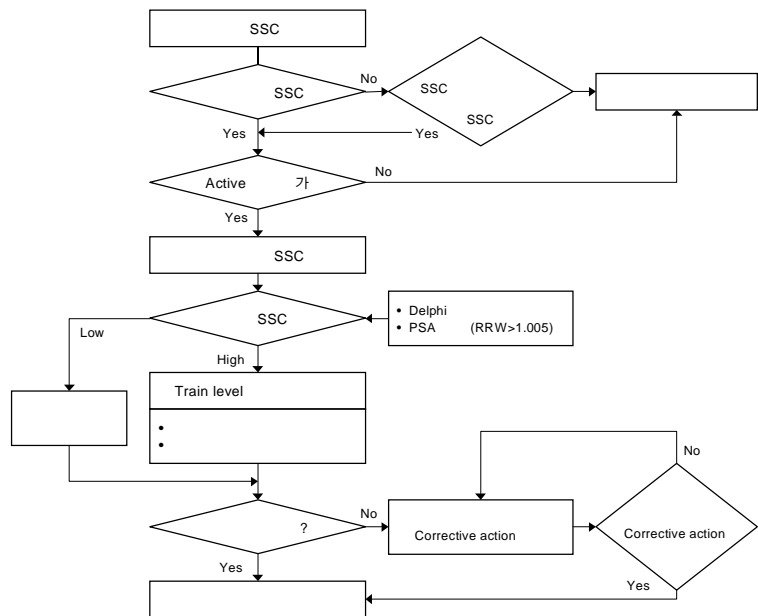 SSC
No
SSC
SSC
SSC
Yes
Yes
No
Active 가
Yes
SSC
• Delphi
• PSA (RRW>1.005)
SSC
Low
High
Train level
•
•
No
No
?
Corrective action
Corrective action
Yes
Yes